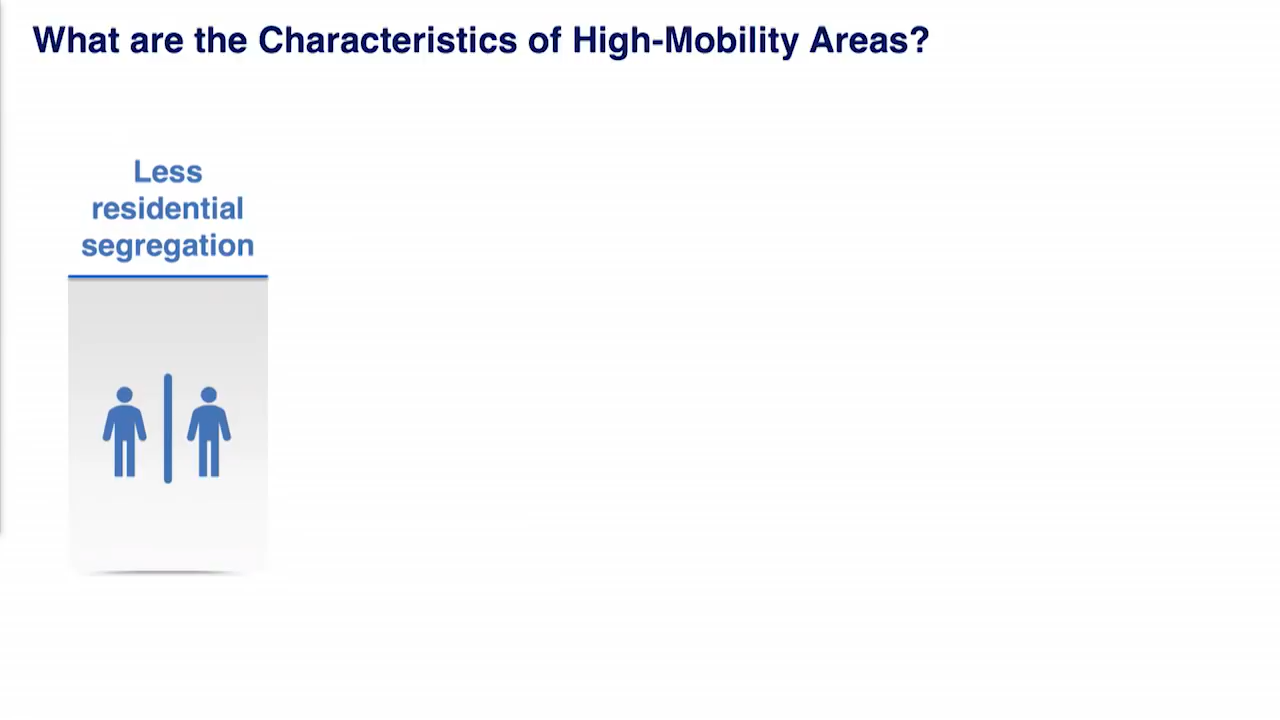 What are the Characteristics of High-Mobility Areas?
Less
residential
segregation